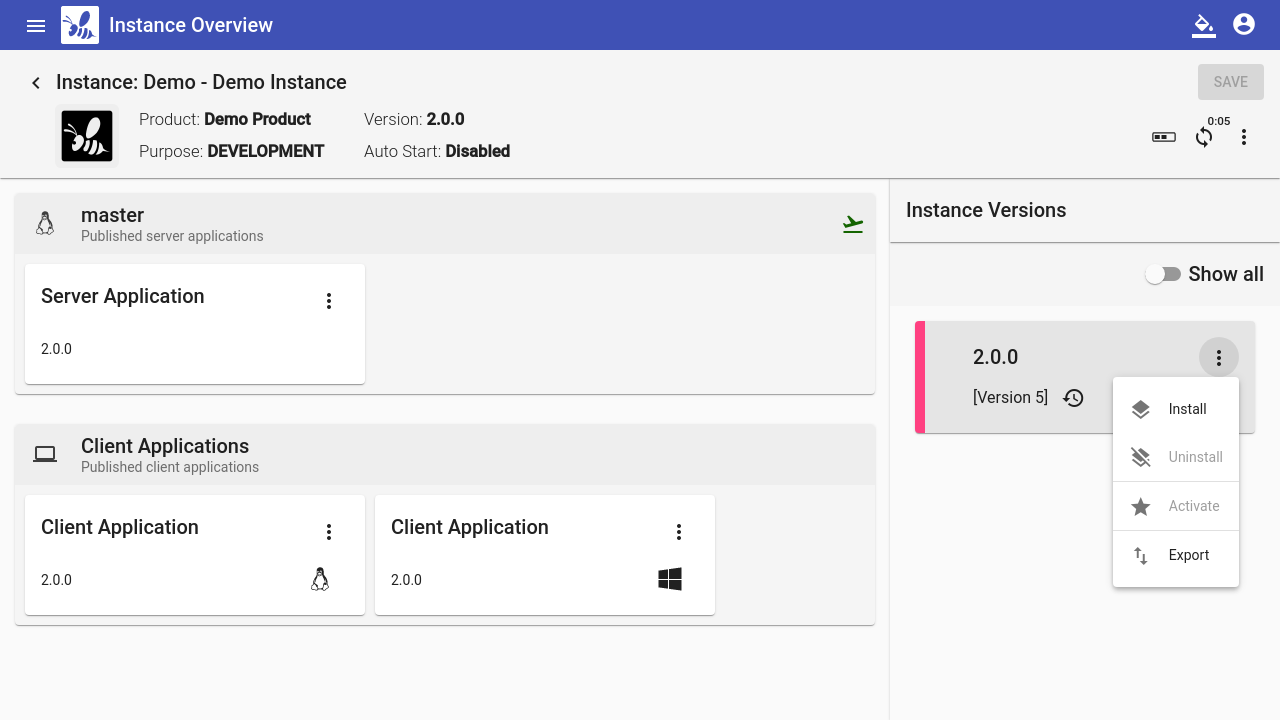 Instance Overview
Instance: Demo - Demo Instance
SAVE
Product: Demo Product
Version: 2.0.0
Purpose: DEVELOPMENT
Auto Start: Disabled
0:05
master
Published server applications
Server Application
2.0.0
Client Applications
Published client applications
Client Application
2.0.0
Client Application
2.0.0
Instance Versions
Show all
2.0.0
[Version 5]
Install
Uninstall
Activate
Export